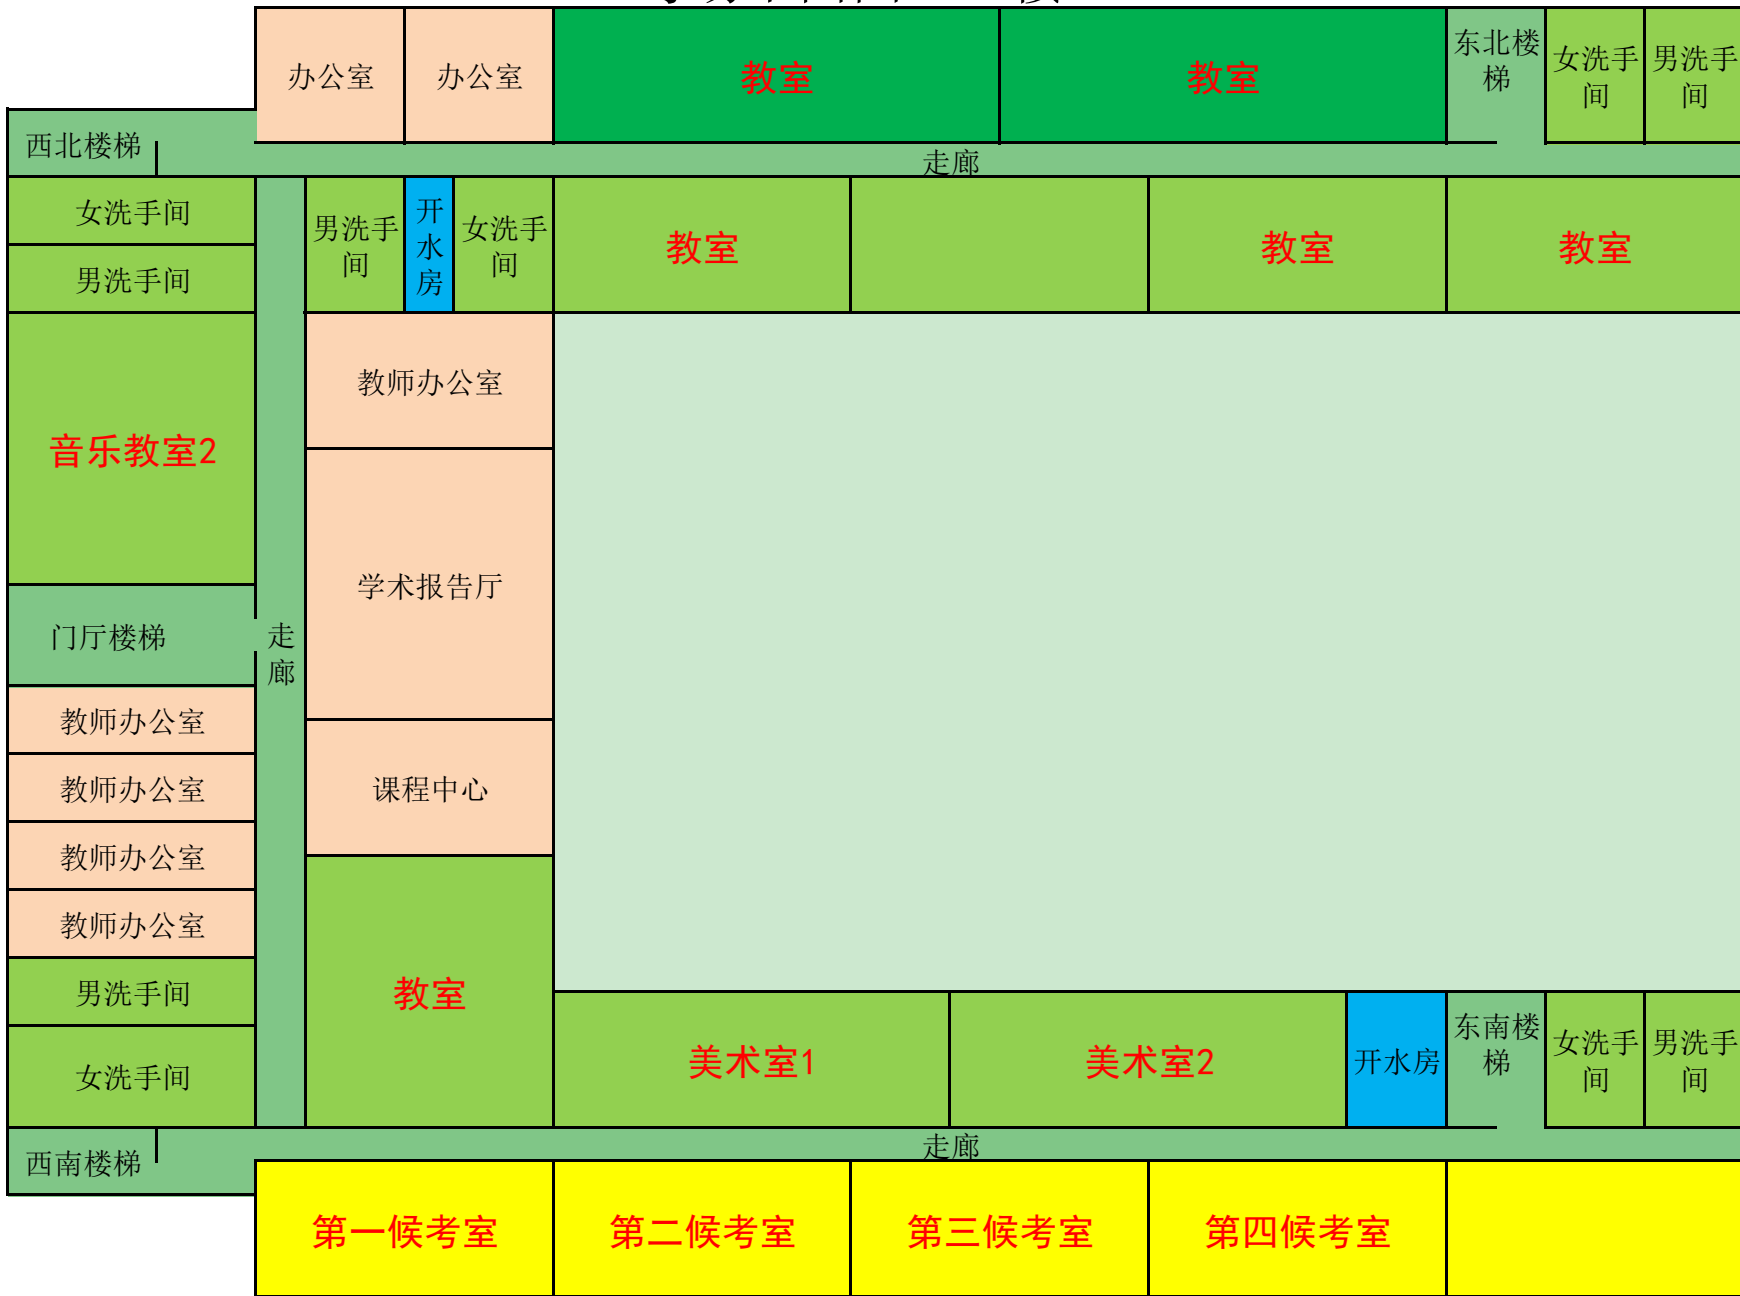 办公室
办公室
教室
教室
东北楼
梯
女洗手
间
男洗手
间
西北楼梯
走廊
女洗手间
男洗手
间
开
水
房
女洗手
间
教室
教室
教室
男洗手间
教师办公室
音乐教室2
学术报告厅
门厅楼梯
走
廊
教师办公室
课程中心
教师办公室
教师办公室
教师办公室
男洗手间
教室
美术室1
美术室2
开水房
东南楼
梯
女洗手
间
男洗手
间
女洗手间
走廊
西南楼梯
第一候考室
第二候考室
第三候考室
第四候考室